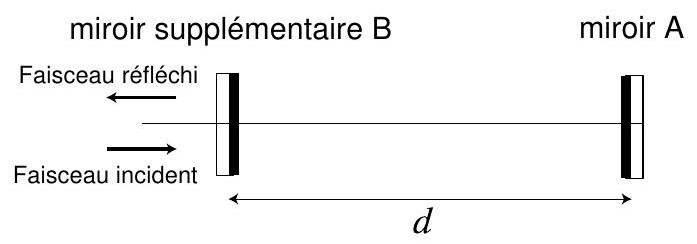 miroir supplémentaire B
miroir A
Faisceau réfléchi
Faisceau incident
d